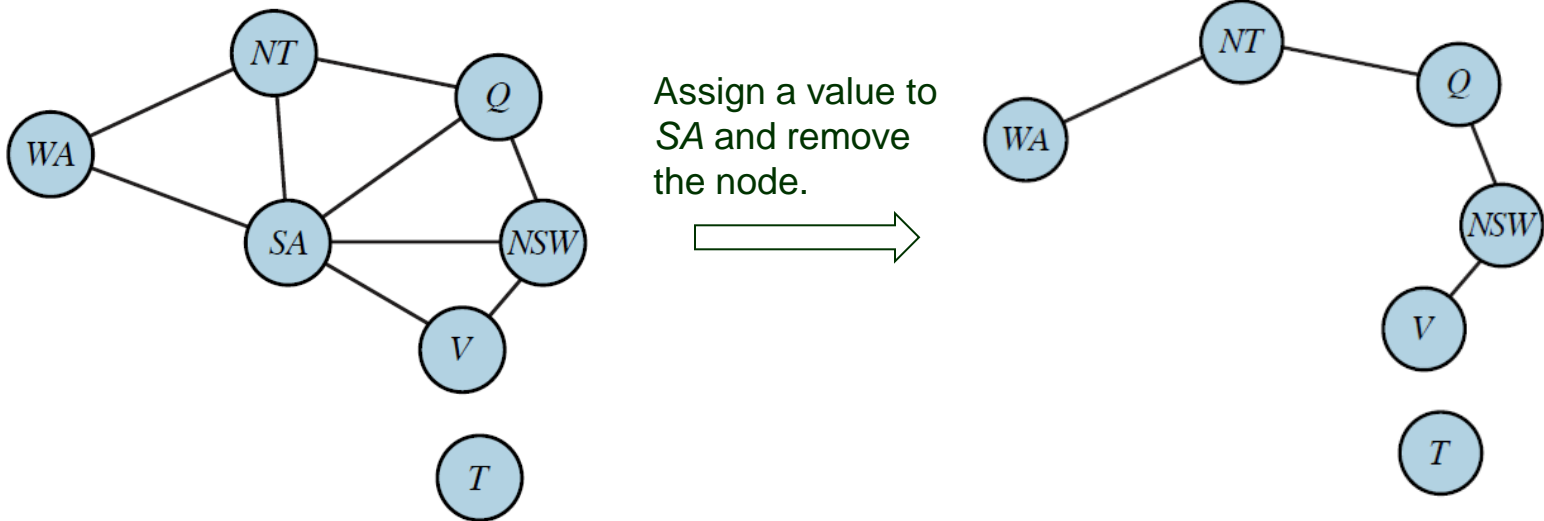 NT
Q
WA
SA
NSW
V
T
Assign a value to
SA and remove
the node.
NT
Q
WA
NSW
V
T